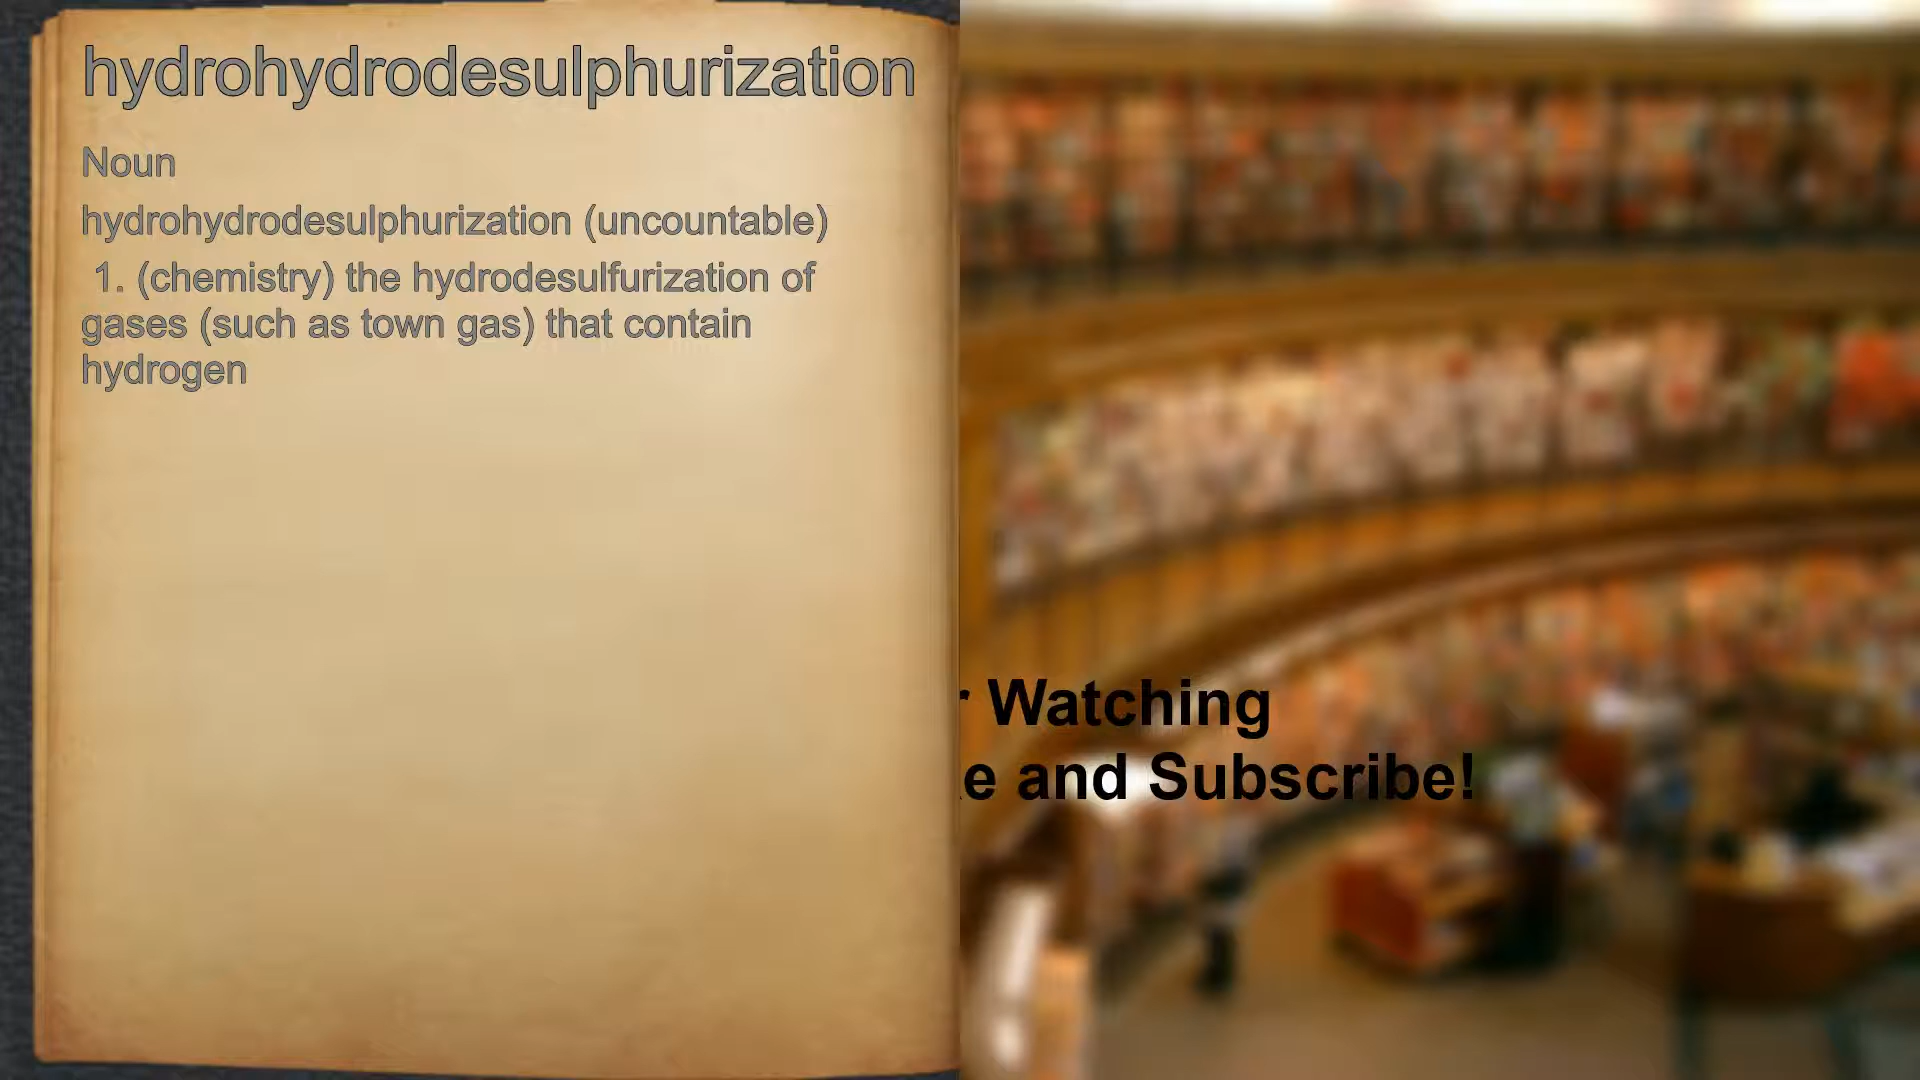 hydrohydrodesulphurization
Noun
hydrohydrodesulphurization (uncountable)
1. (chemistry) the hydrodesulfurization of
gases (such as town gas) that contain
hydrogen
Watching
and Subscribe!